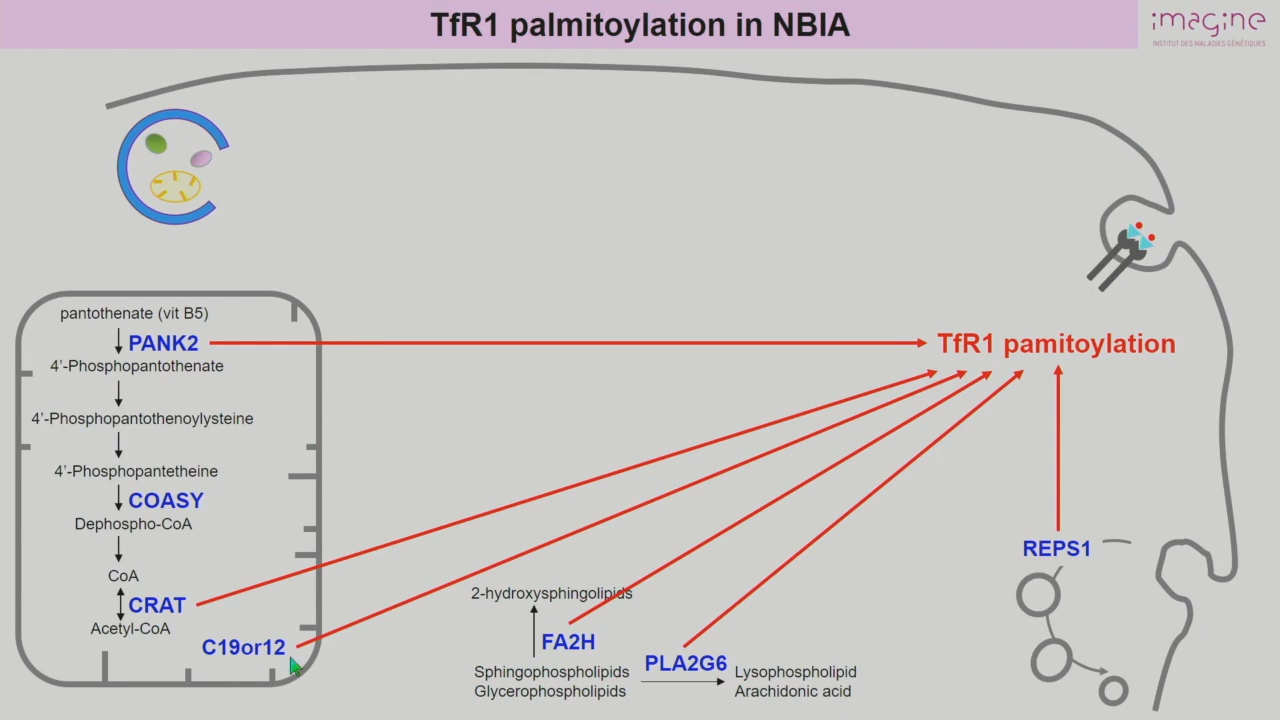 TfR1 palmitoylation in NBIA
imagine
INSTITUT DES MALADIES GÉNÉTIQUES
pantothenate (vit B5)
PANK2
4'-Phosphopantothenate
4'-Phosphopantothenoylysteine
4'-Phosphopantetheine
COASY
Dephospho-CoA
CoA
CRAT
Acetyl-CoA
C19or12
TfR1 pamitoylation
REPS1
2-hydroxysphingolipids
FA2H
Sphingophospholipids
Glycerophospholipids
PLA2G6
Lysophospholipid
Arachidonic acid